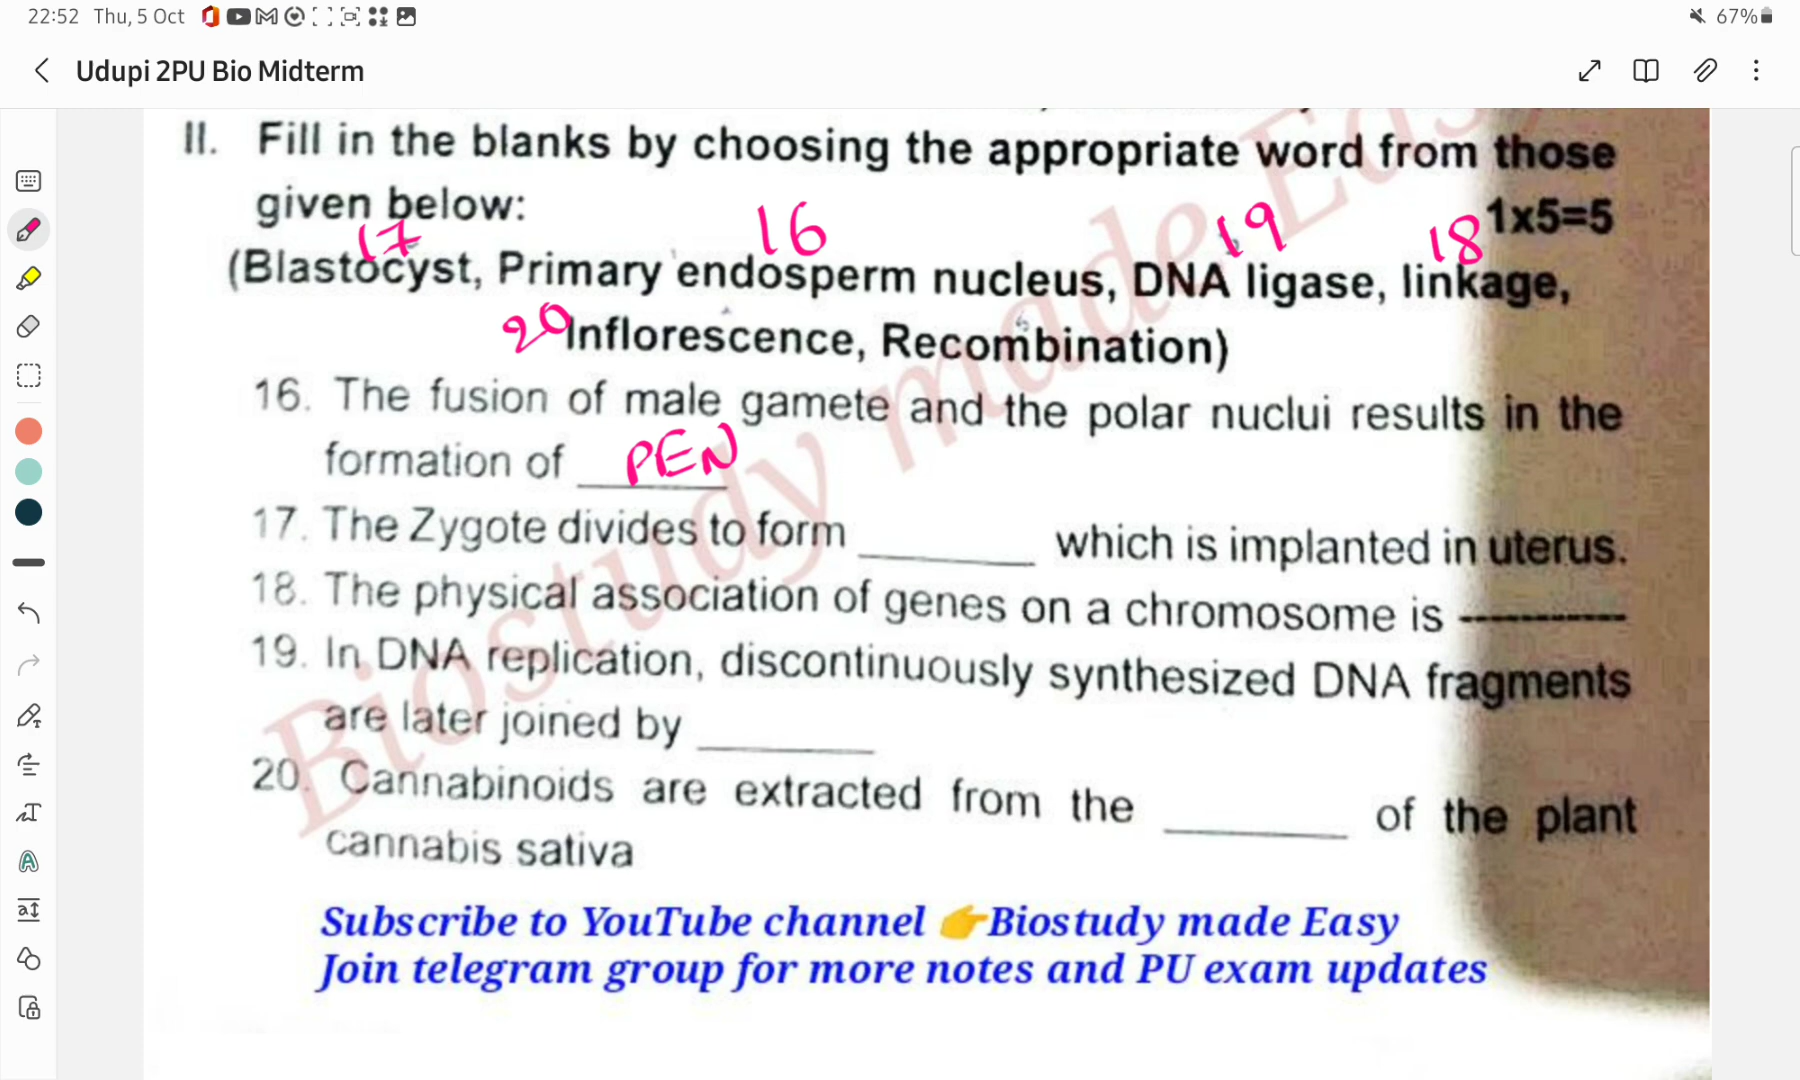 22:52 Thu, 5 Oct
67%
Udupi 2PU Bio Midterm
II. Fill in the blanks by choosing the appropriate word from those
given below: 1x5=5
17 16 19 18
(Blastocyst, Primary endosperm nucleus, DNA ligase, linkage,
20 Inflorescence, Recombination)
16. The fusion of male gamete and the polar nuclui results in the
formation of PEN
17. The Zygote divides to form ________ which is implanted in uterus.
18. The physical association of genes on a chromosome is -----------
19. In DNA replication, discontinuously synthesized DNA fragments
are later joined by ________
20. Cannabinoids are extracted from the ________ of the plant
cannabis sativa
Biostudy made Easy
Subscribe to YouTube channel 👉Biostudy made Easy
Join telegram group for more notes and PU exam updates